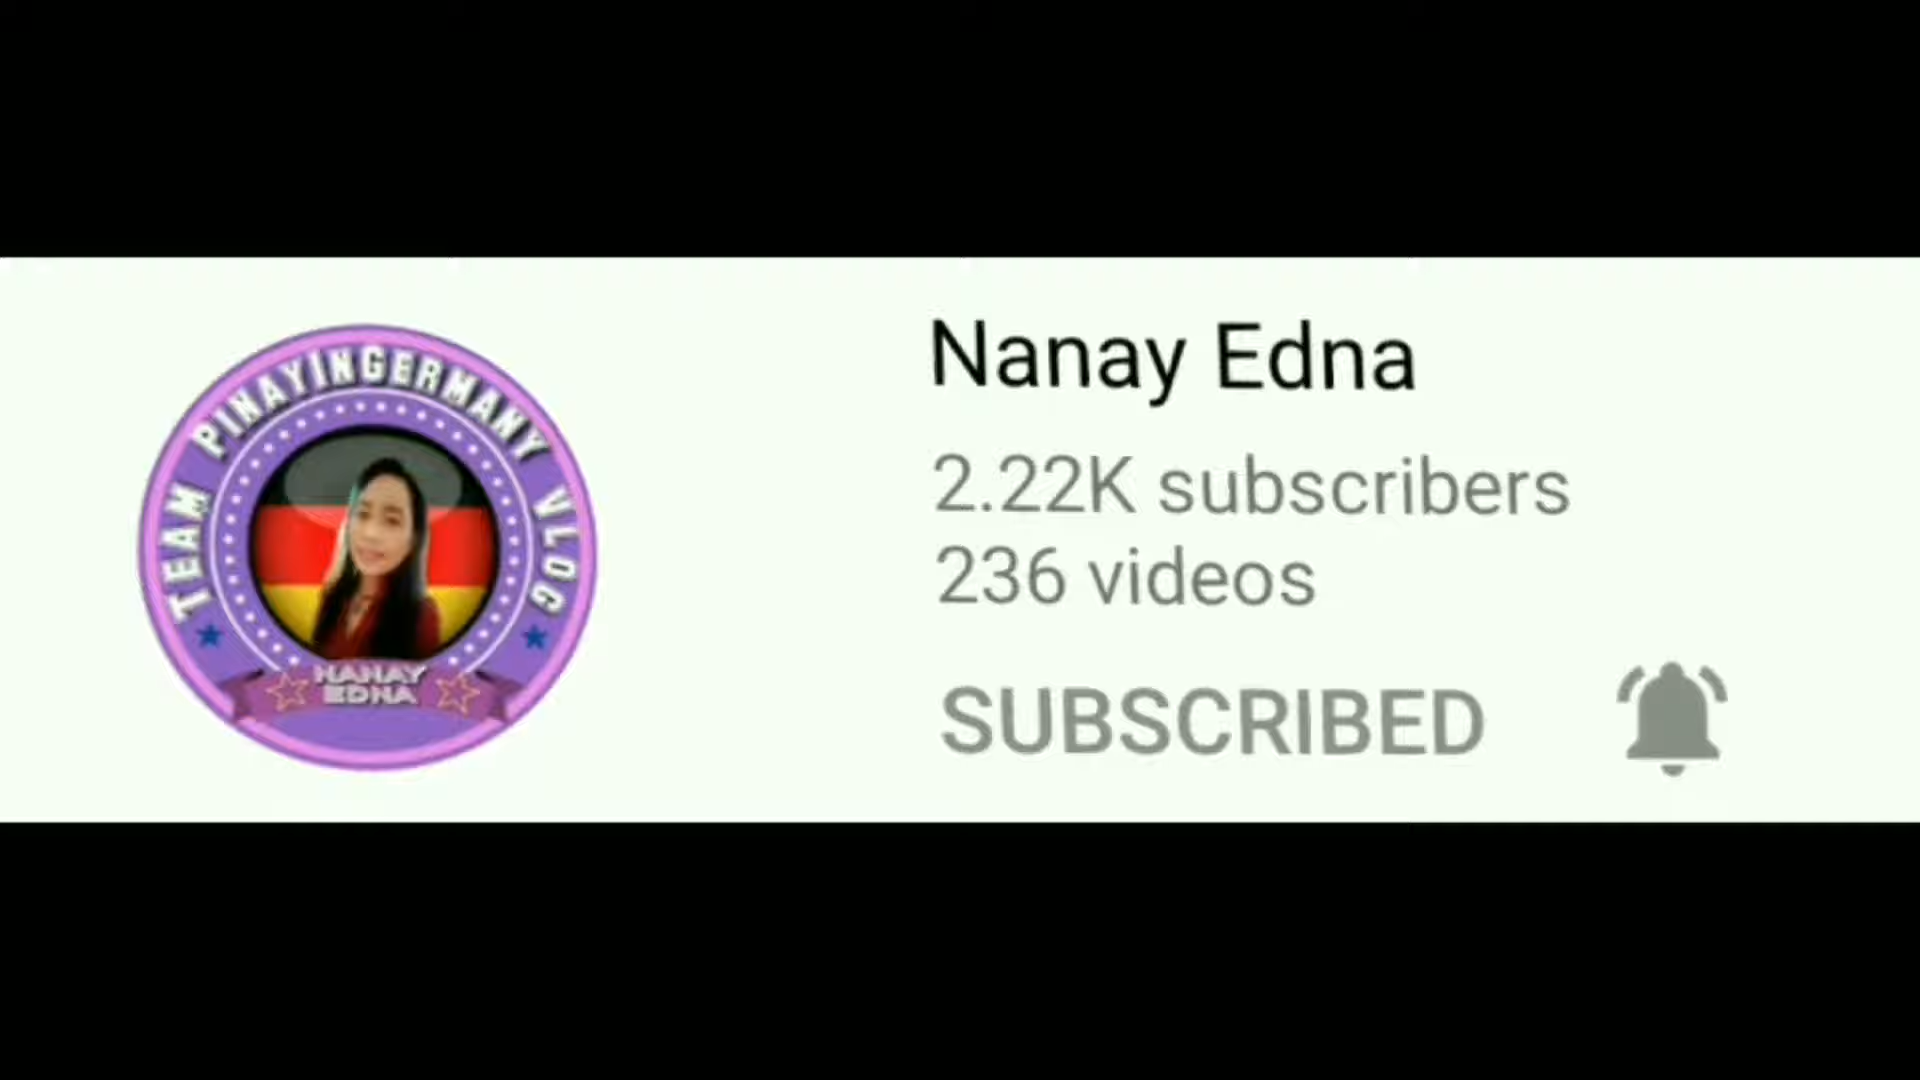 TEAM PINAYINGERMANY VLOG
NANAY
EDNA
Nanay Edna
2.22K subscribers
236 videos
SUBSCRIBED